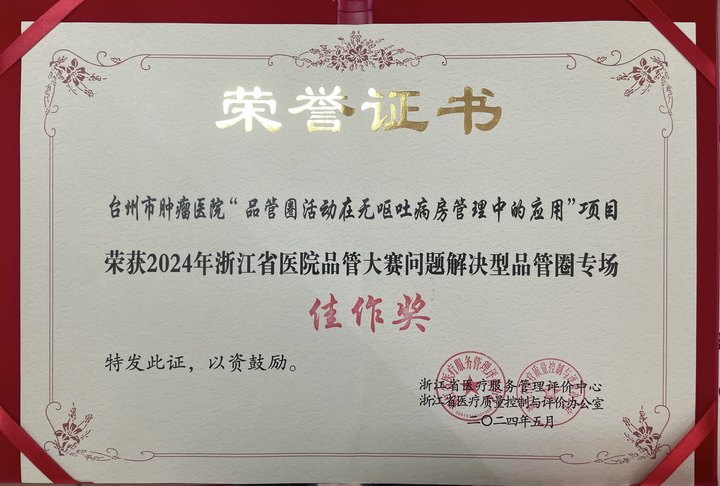 荣誉证书
台州市肿瘤医院“品管圈活动在无呕吐病房管理中的应用”项目
荣获2024年浙江省医院品管大赛问题解决型品管圈专场
佳作奖
特发此证，以资鼓励。
浙江省医疗服务管理评价中心
浙江省医疗质量控制与评价办公室
二〇二四年五月